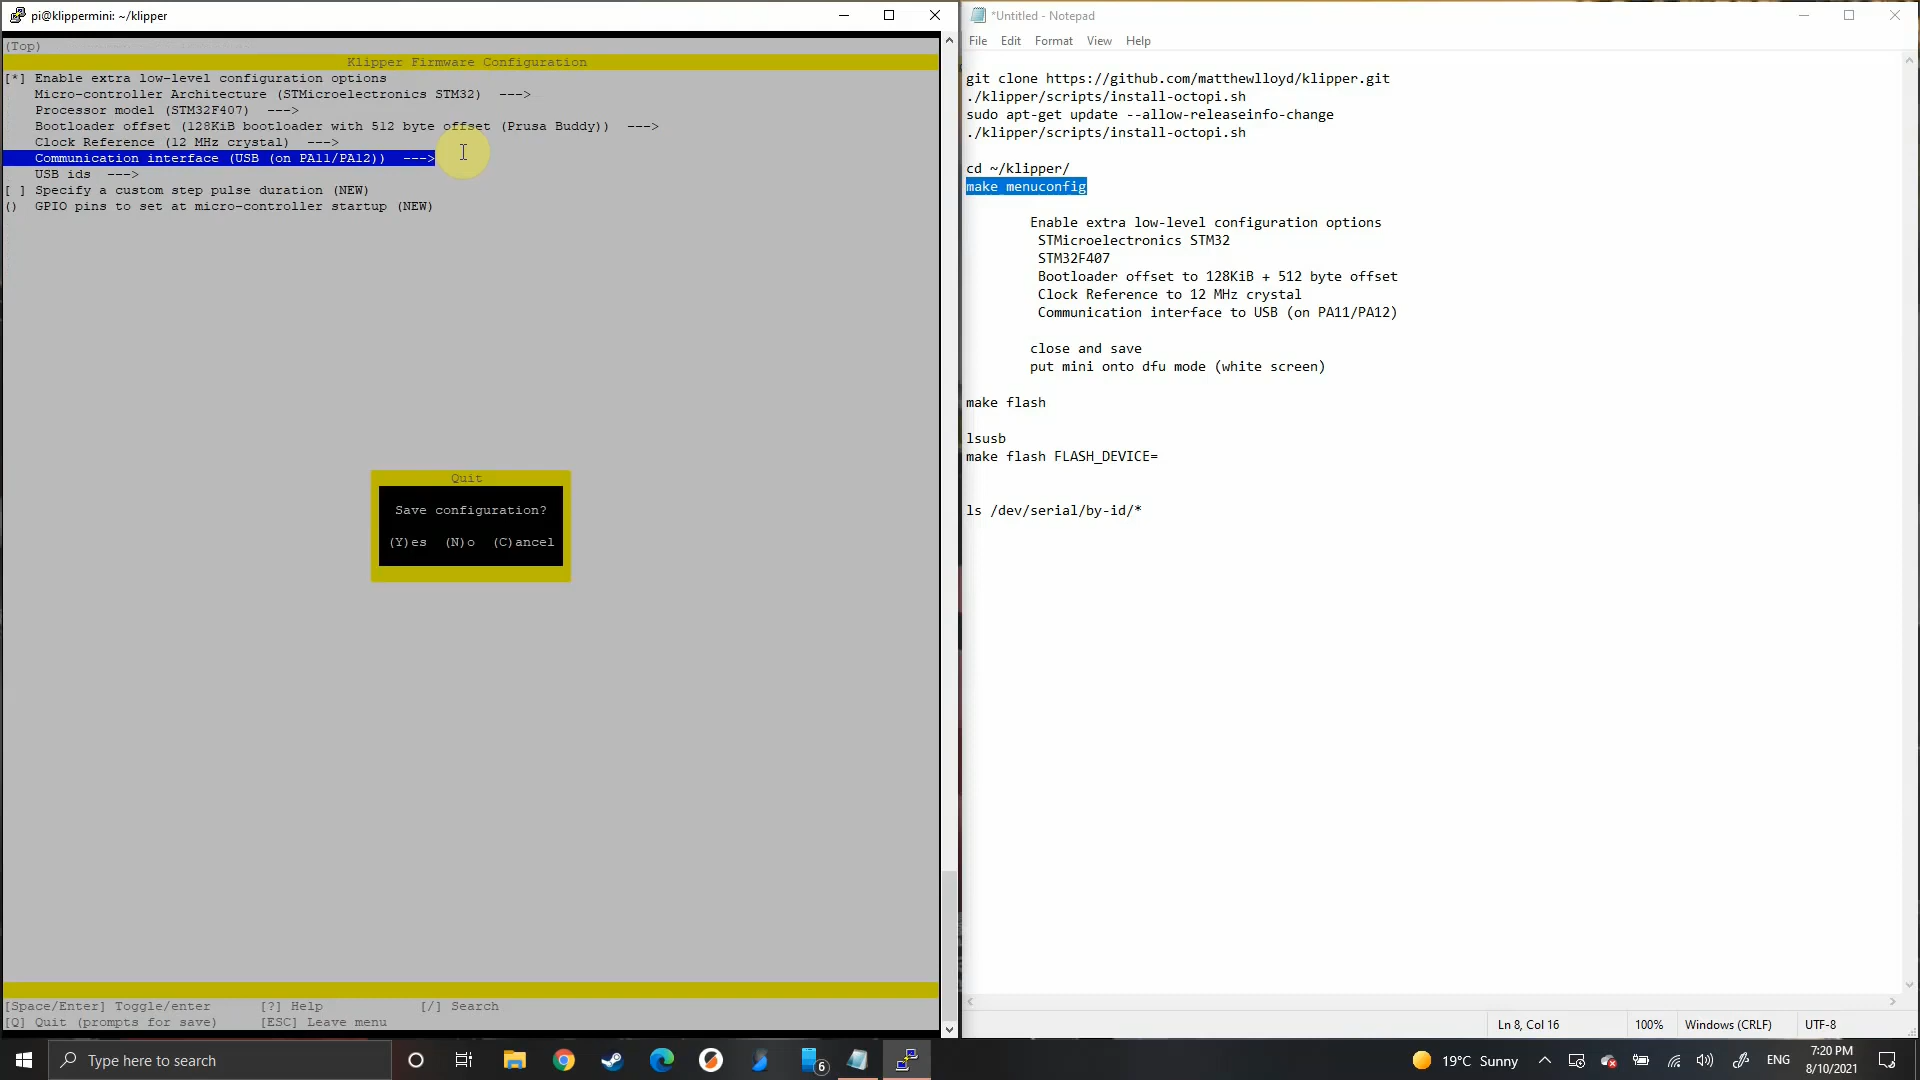 pi@klippermini: ~/klipper
(Top)
Klipper Firmware Configuration
[*] Enable extra low-level configuration options
Micro-controller Architecture (STMicroelectronics STM32) --->
Processor model (STM32F407) --->
Bootloader offset (128KiB bootloader with 512 byte offset (Prusa Buddy)) --->
Clock Reference (12 MHz crystal) --->
Communication interface (USB (on PA11/PA12)) --->
USB ids --->
[ ] Specify a custom step pulse duration (NEW)
() GPIO pins to set at micro-controller startup (NEW)
Quit
Save configuration?
(Y)es (N)o (C)ancel
[Space/Enter] Toggle/enter [?] Help [/] Search
[Q] Quit (prompts for save) [ESC] Leave menu
*Untitled - Notepad
File Edit Format View Help
git clone https://github.com/matthewlloyd/klipper.git
./klipper/scripts/install-octopi.sh
sudo apt-get update --allow-releaseinfo-change
./klipper/scripts/install-octopi.sh
cd ~/klipper/
make menuconfig
Enable extra low-level configuration options
STMicroelectronics STM32
STM32F407
Bootloader offset to 128KiB + 512 byte offset
Clock Reference to 12 MHz crystal
Communication interface to USB (on PA11/PA12)
close and save
put mini onto dfu mode (white screen)
make flash
lsusb
make flash FLASH_DEVICE=
ls /dev/serial/by-id/*
Ln 8, Col 16 100% Windows (CRLF) UTF-8
Type here to search
6
19°C Sunny
ENG
7:20 PM
8/10/2021